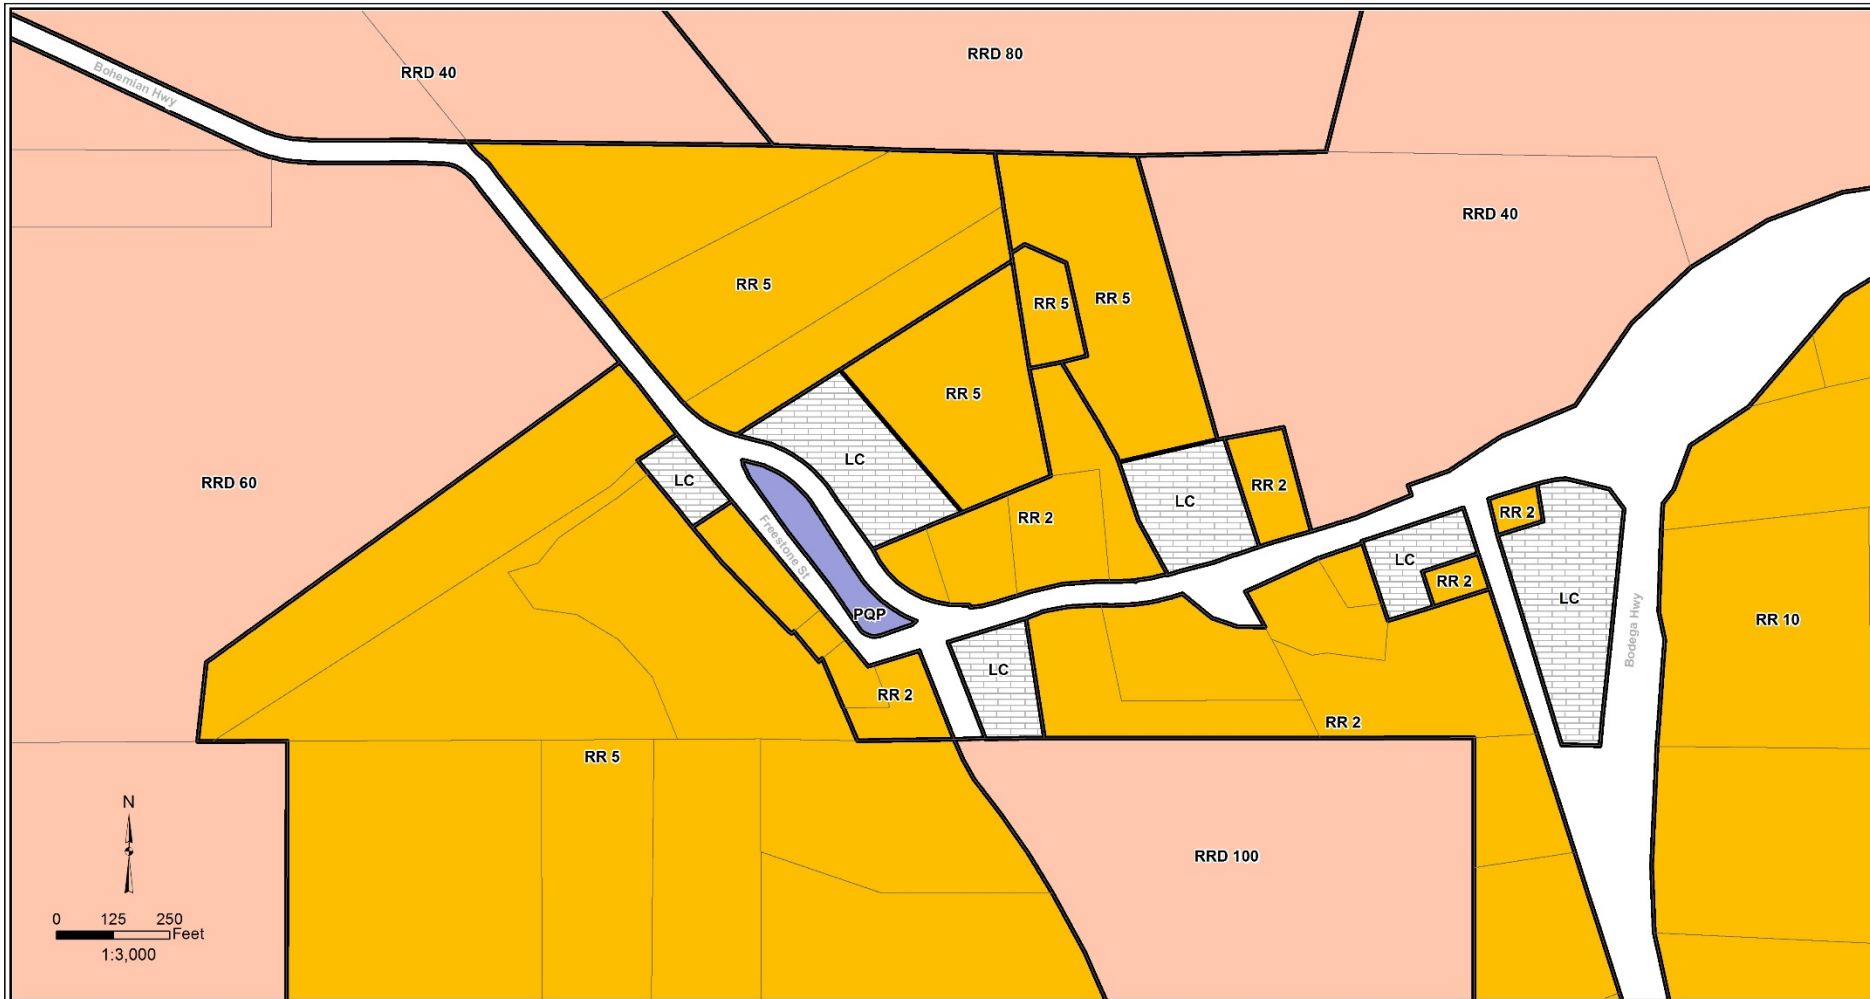 RRD 80
RRD 40
Bohemian Hwy
RRD 40
RR 5
RR 5
RR 5
RR 5
LC
LC
RRD 60
RR 2
LC
RR 2
RR 2
Freestone St
LC
RR 2
LC
PQP
RR 10
Bodega Hwy
LC
RR 2
RR 2
RR 5
N
RRD 100
0 125 250
Feet
1:3,000